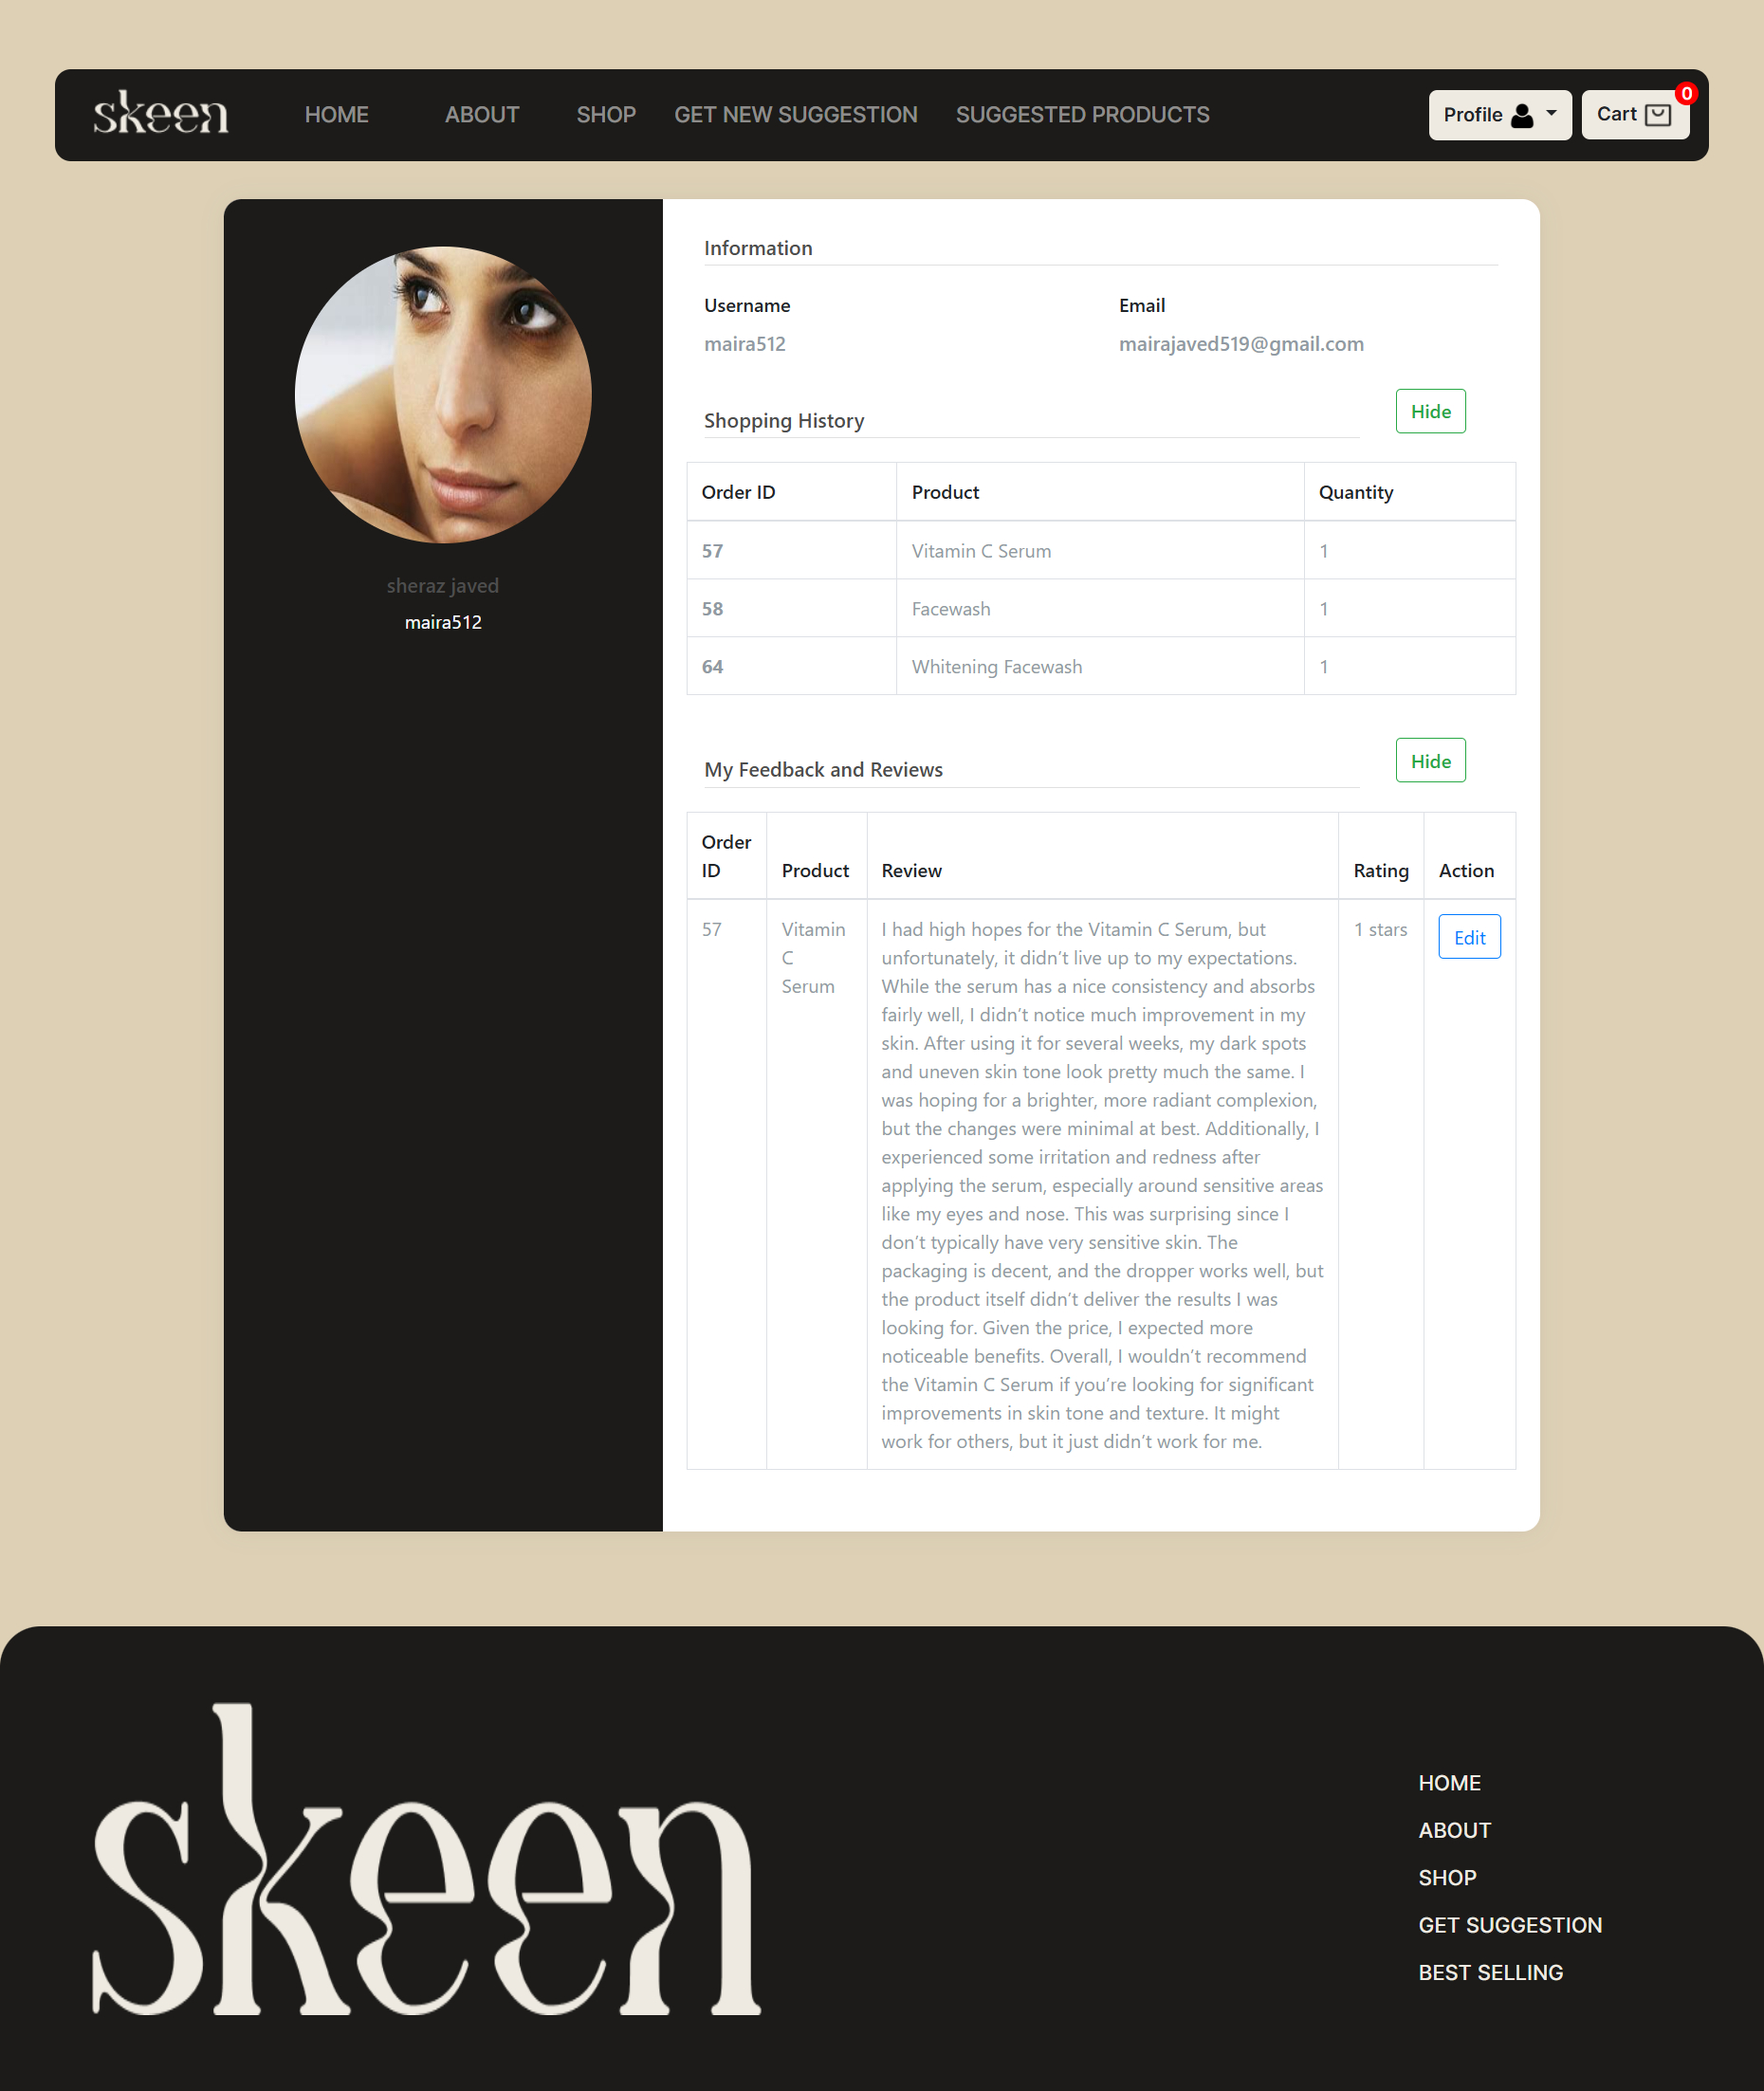 skeen
HOME ABOUT SHOP GET NEW SUGGESTION SUGGESTED PRODUCTS
Profile
Cart
0
sheraz javed
maira512
Information
Username Email
maira512 mairajaved519@gmail.com
Shopping History
Hide
Order ID Product Quantity
57 Vitamin C Serum 1
58 Facewash 1
64 Whitening Facewash 1
My Feedback and Reviews
Hide
Order
ID Product Review Rating Action
57
Vitamin
C
Serum
I had high hopes for the Vitamin C Serum, but
unfortunately, it didn’t live up to my expectations.
While the serum has a nice consistency and absorbs
fairly well, I didn’t notice much improvement in my
skin. After using it for several weeks, my dark spots
and uneven skin tone look pretty much the same. I
was hoping for a brighter, more radiant complexion,
but the changes were minimal at best. Additionally, I
experienced some irritation and redness after
applying the serum, especially around sensitive areas
like my eyes and nose. This was surprising since I
don’t typically have very sensitive skin. The
packaging is decent, and the dropper works well, but
the product itself didn’t deliver the results I was
looking for. Given the price, I expected more
noticeable benefits. Overall, I wouldn’t recommend
the Vitamin C Serum if you’re looking for significant
improvements in skin tone and texture. It might
work for others, but it just didn’t work for me.
1 stars
Edit
skeen
HOME
ABOUT
SHOP
GET SUGGESTION
BEST SELLING